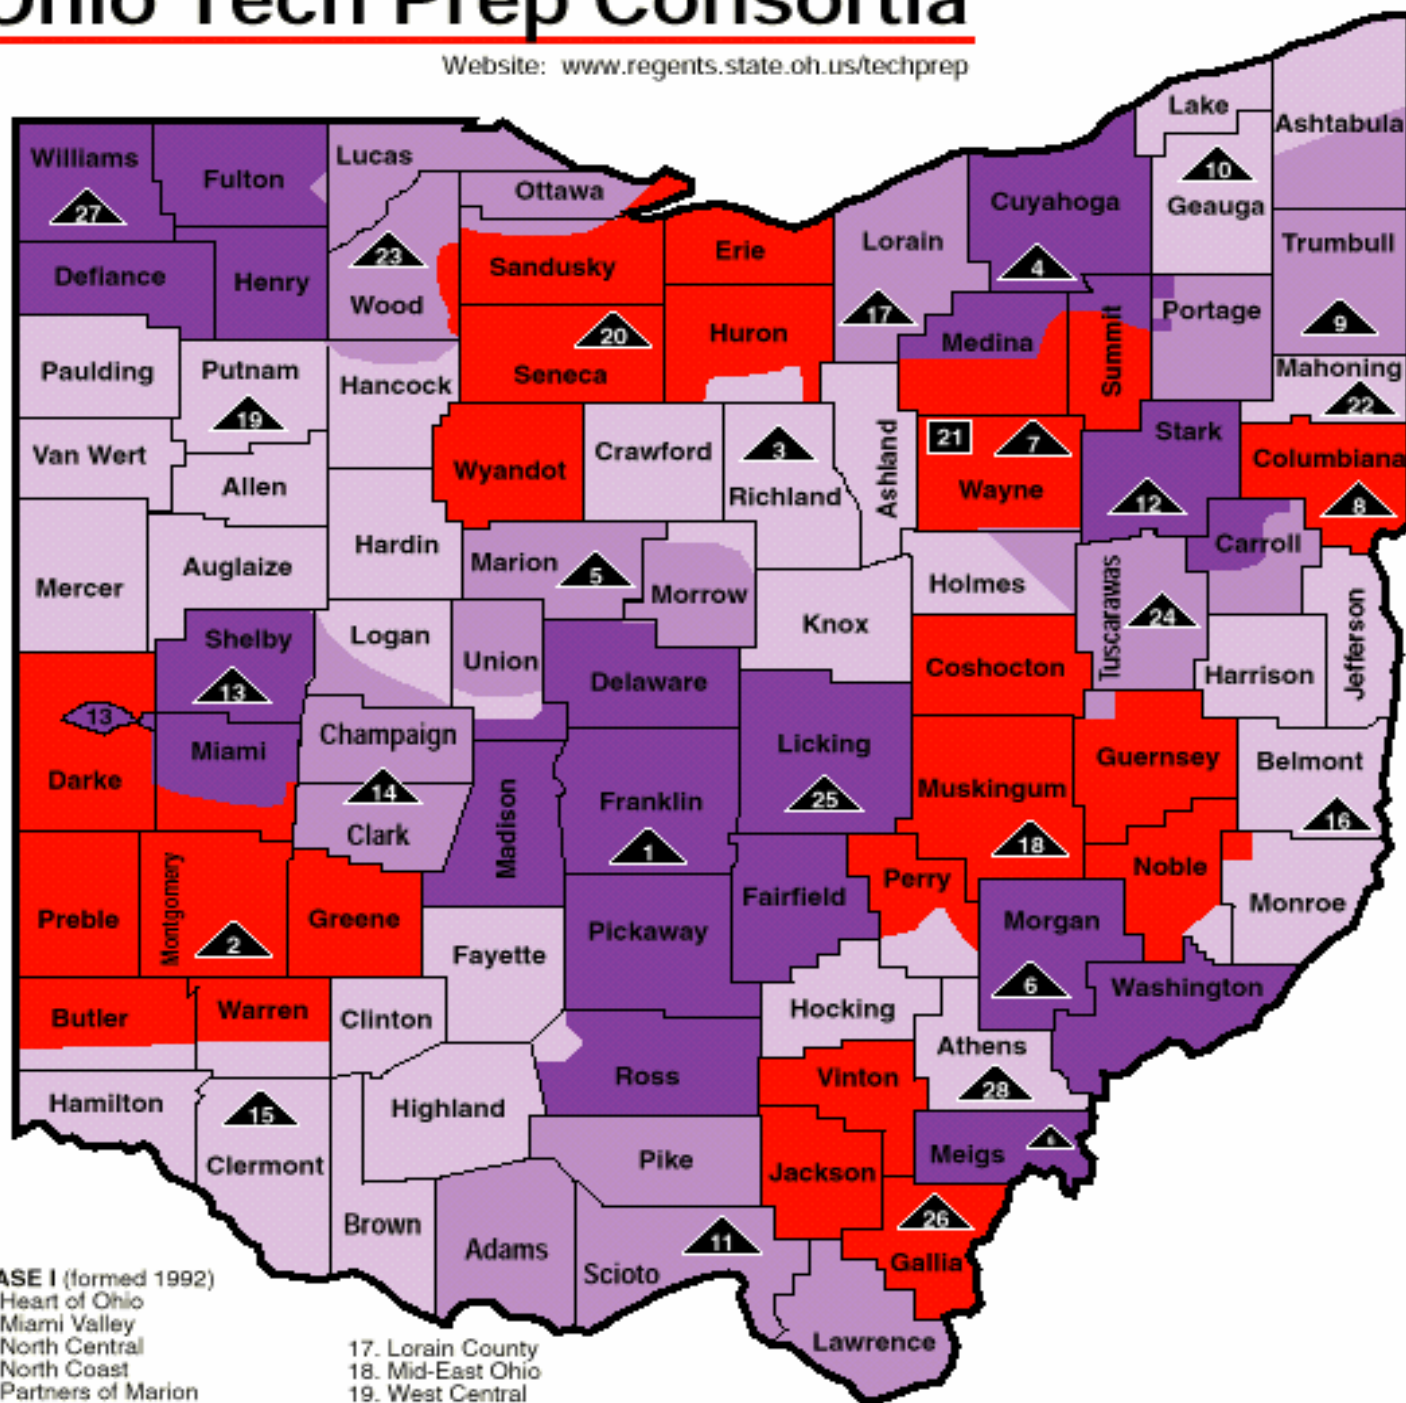 Ohio Tech Prep Consortia
Website: www.regents.state.oh.us/techprep
Lake
Ashtabula
Williams
Fulton
Lucas
Ottawa
10
Geauga
27
Cuyahoga
Erie
Lorain
Trumbull
23
Sandusky
4
Defiance
Henry
Wood
17
Portage
20
Huron
Medina
Summit
9
Paulding
Putnam
Hancock
Seneca
Mahoning
22
19
Stark
21
7
Van Wert
Crawford
3
Ashland
Columbiana
Wyandot
Allen
Richland
Wayne
12
8
Hardin
Marion
5
Carroll
Auglaize
Mercer
Morrow
Holmes
Tuscarawas
24
Jefferson
Shelby
Logan
Knox
Union
Coshocton
Harrison
13
Delaware
13
Miami
Champaign
Licking
Guernsey
Belmont
Darke
14
Madison
Franklin
25
Muskingum
16
Clark
1
18
Noble
Perry
Montgomery
Fairfield
Monroe
Preble
Greene
Pickaway
Morgan
2
Fayette
6
Washington
Butler
Warren
Clinton
Hocking
Athens
Ross
Vinton
28
Hamilton
15
Highland
6
Clermont
Pike
Jackson
Meigs
26
Brown
Adams
11
Scioto
Gallia
Lawrence
ASE I (formed 1992)
Heart of Ohio
Miami Valley
North Central
North Coast
Partners of Marion
17. Lorain County
18. Mid-East Ohio
19. West Central